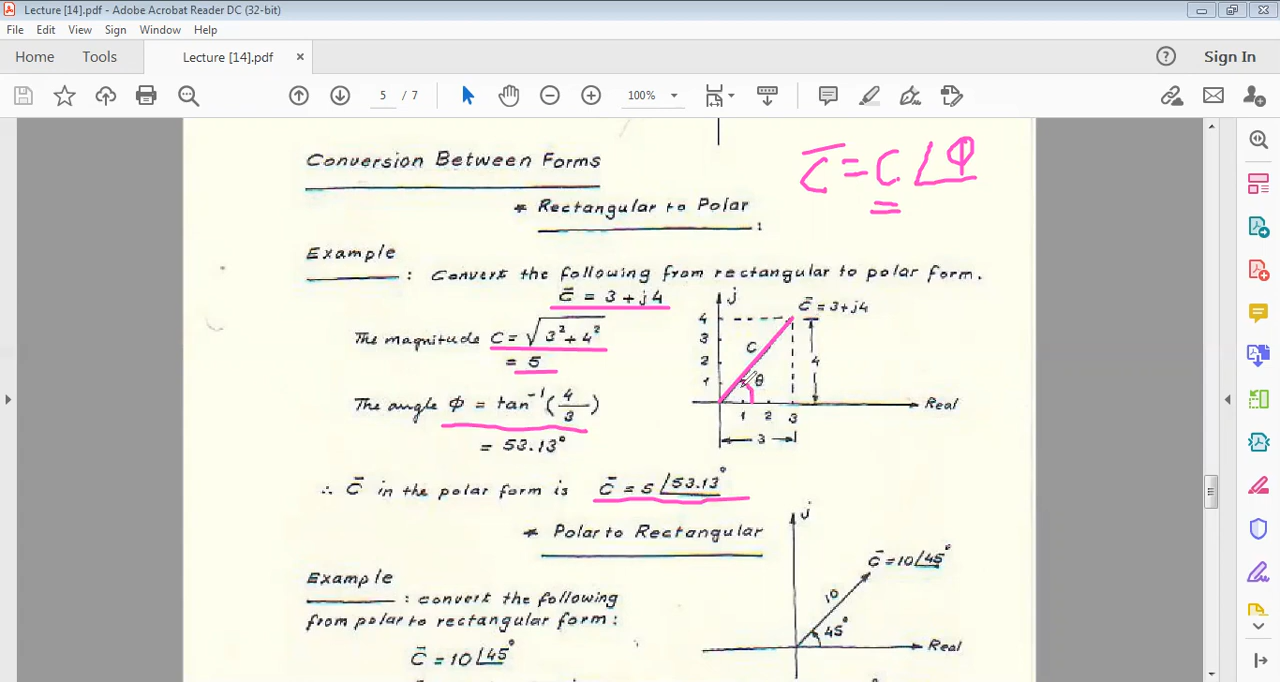 Lecture [14].pdf - Adobe Acrobat Reader DC (32-bit)
File Edit View Sign Window Help
Home Tools Lecture [14].pdf × ? Sign In
5 / 7 100%
Conversion Between Forms
C̄ = C∠Φ
* Rectangular to Polar :
Example : Convert the following from rectangular to polar form.
C̄ = 3 + j4
The magnitude C = √3² + 4²
= 5
The angle Φ = tan⁻¹(4/3)
= 53.13°
∴ C̄ in the polar form is C̄ = 5∠53.13°
j
C̄ = 3 + j4
4
3
2
1
C
θ
4
Real
1 2 3
3
* Polar to Rectangular
Example : convert the following
from polar to rectangular form :
C̄ = 10∠45°
j
C̄ = 10∠45°
10
45°
Real